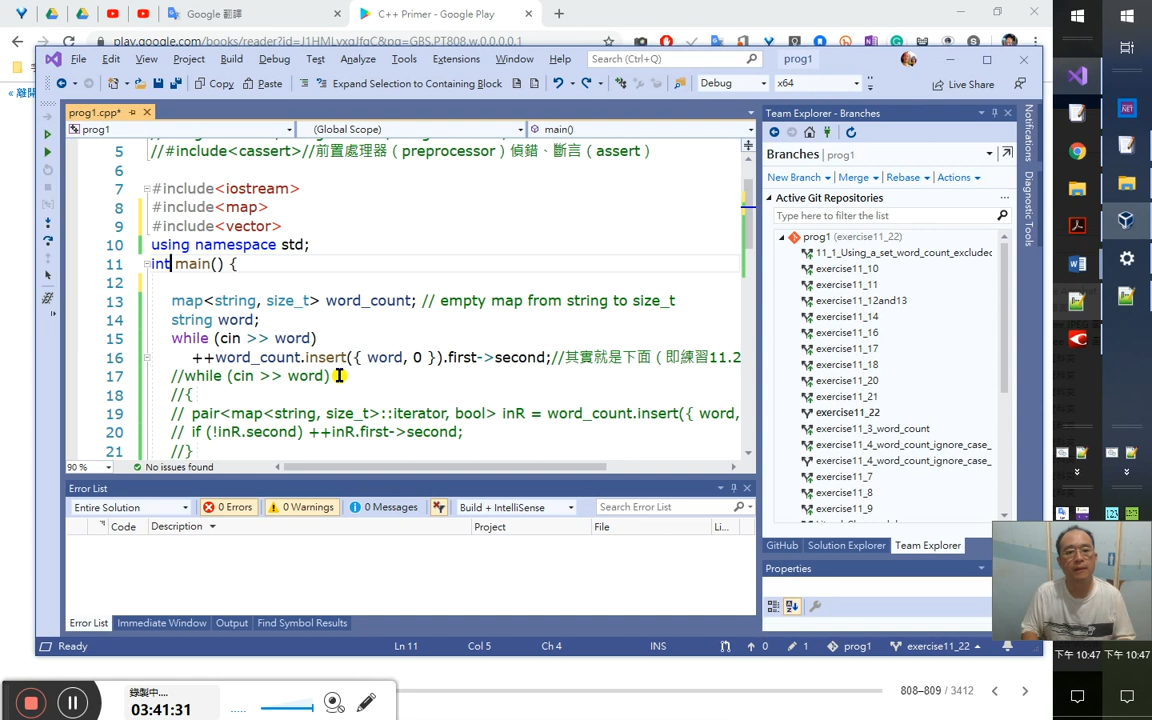 Google 翻譯
C++ Primer - Google Play
play.google.com/books/reader?id=J1HMLyxqJfgC&pg=GBS.PT808.w.0.0.0.1
File Edit View Project Build Debug Test Analyze Tools Extensions Window Help Search (Ctrl+Q) prog1
Copy Paste Expand Selection to Containing Block Debug x64 Live Share
prog1.cpp*
prog1 (Global Scope) main()
5 //#include<cassert>//前置處理器（preprocessor）偵錯、斷言（assert）
6
7 #include<iostream>
8 #include<map>
9 #include<vector>
10 using namespace std;
11 int main() {
12
13 map<string, size_t> word_count; // empty map from string to size_t
14 string word;
15 while (cin >> word)
16 ++word_count.insert({ word, 0 }).first->second;//其實就是下面（即練習11.2
17 //while (cin >> word)
18 //{
19 // pair<map<string, size_t>::iterator, bool> inR = word_count.insert({ word,
20 // if (!inR.second) ++inR.first->second;
21 //}
90 % No issues found
Error List
Entire Solution 0 Errors 0 Warnings 0 Messages Build + IntelliSense Search Error List
Code Description Project File Li...
Error List Immediate Window Output Find Symbol Results
Team Explorer - Branches
Branches prog1
New Branch Merge Rebase Actions
Active Git Repositories ...
Type here to filter the list
prog1 (exercise11_22)
11_1_Using_a_set_word_count_excluded
exercise11_10
exercise11_11
exercise11_12and13
exercise11_14
exercise11_16
exercise11_17
exercise11_18
exercise11_20
exercise11_21
exercise11_22
exercise11_3_word_count
exercise11_4_word_count_ignore_case_
exercise11_4_word_count_ignore_case_
exercise11_7
exercise11_8
exercise11_9
GitHub Solution Explorer Team Explorer
Properties
Notifications
Diagnostic Tools
Ready Ln 11 Col 5 Ch 4 INS 0 1 prog1 exercise11_22
下午 10:47 下午 10:47
錄製中....
03:41:31
808–809 / 3412